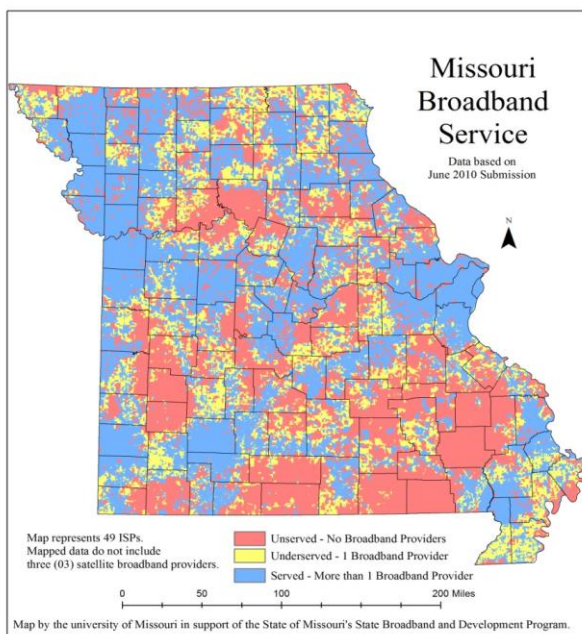 Missouri
Broadband
Service
Data based on
June 2010 Submission
N
Map represents 49 ISPs.
Mapped data do not include
three (03) satellite broadband providers.
Unserved - No Broadband Providers
Underserved - 1 Broadband Provider
Served - More than 1 Broadband Provider
0 50 100 200 Miles
Map by the university of Missouri in support of the State of Missouri's State Broadband and Development Program.